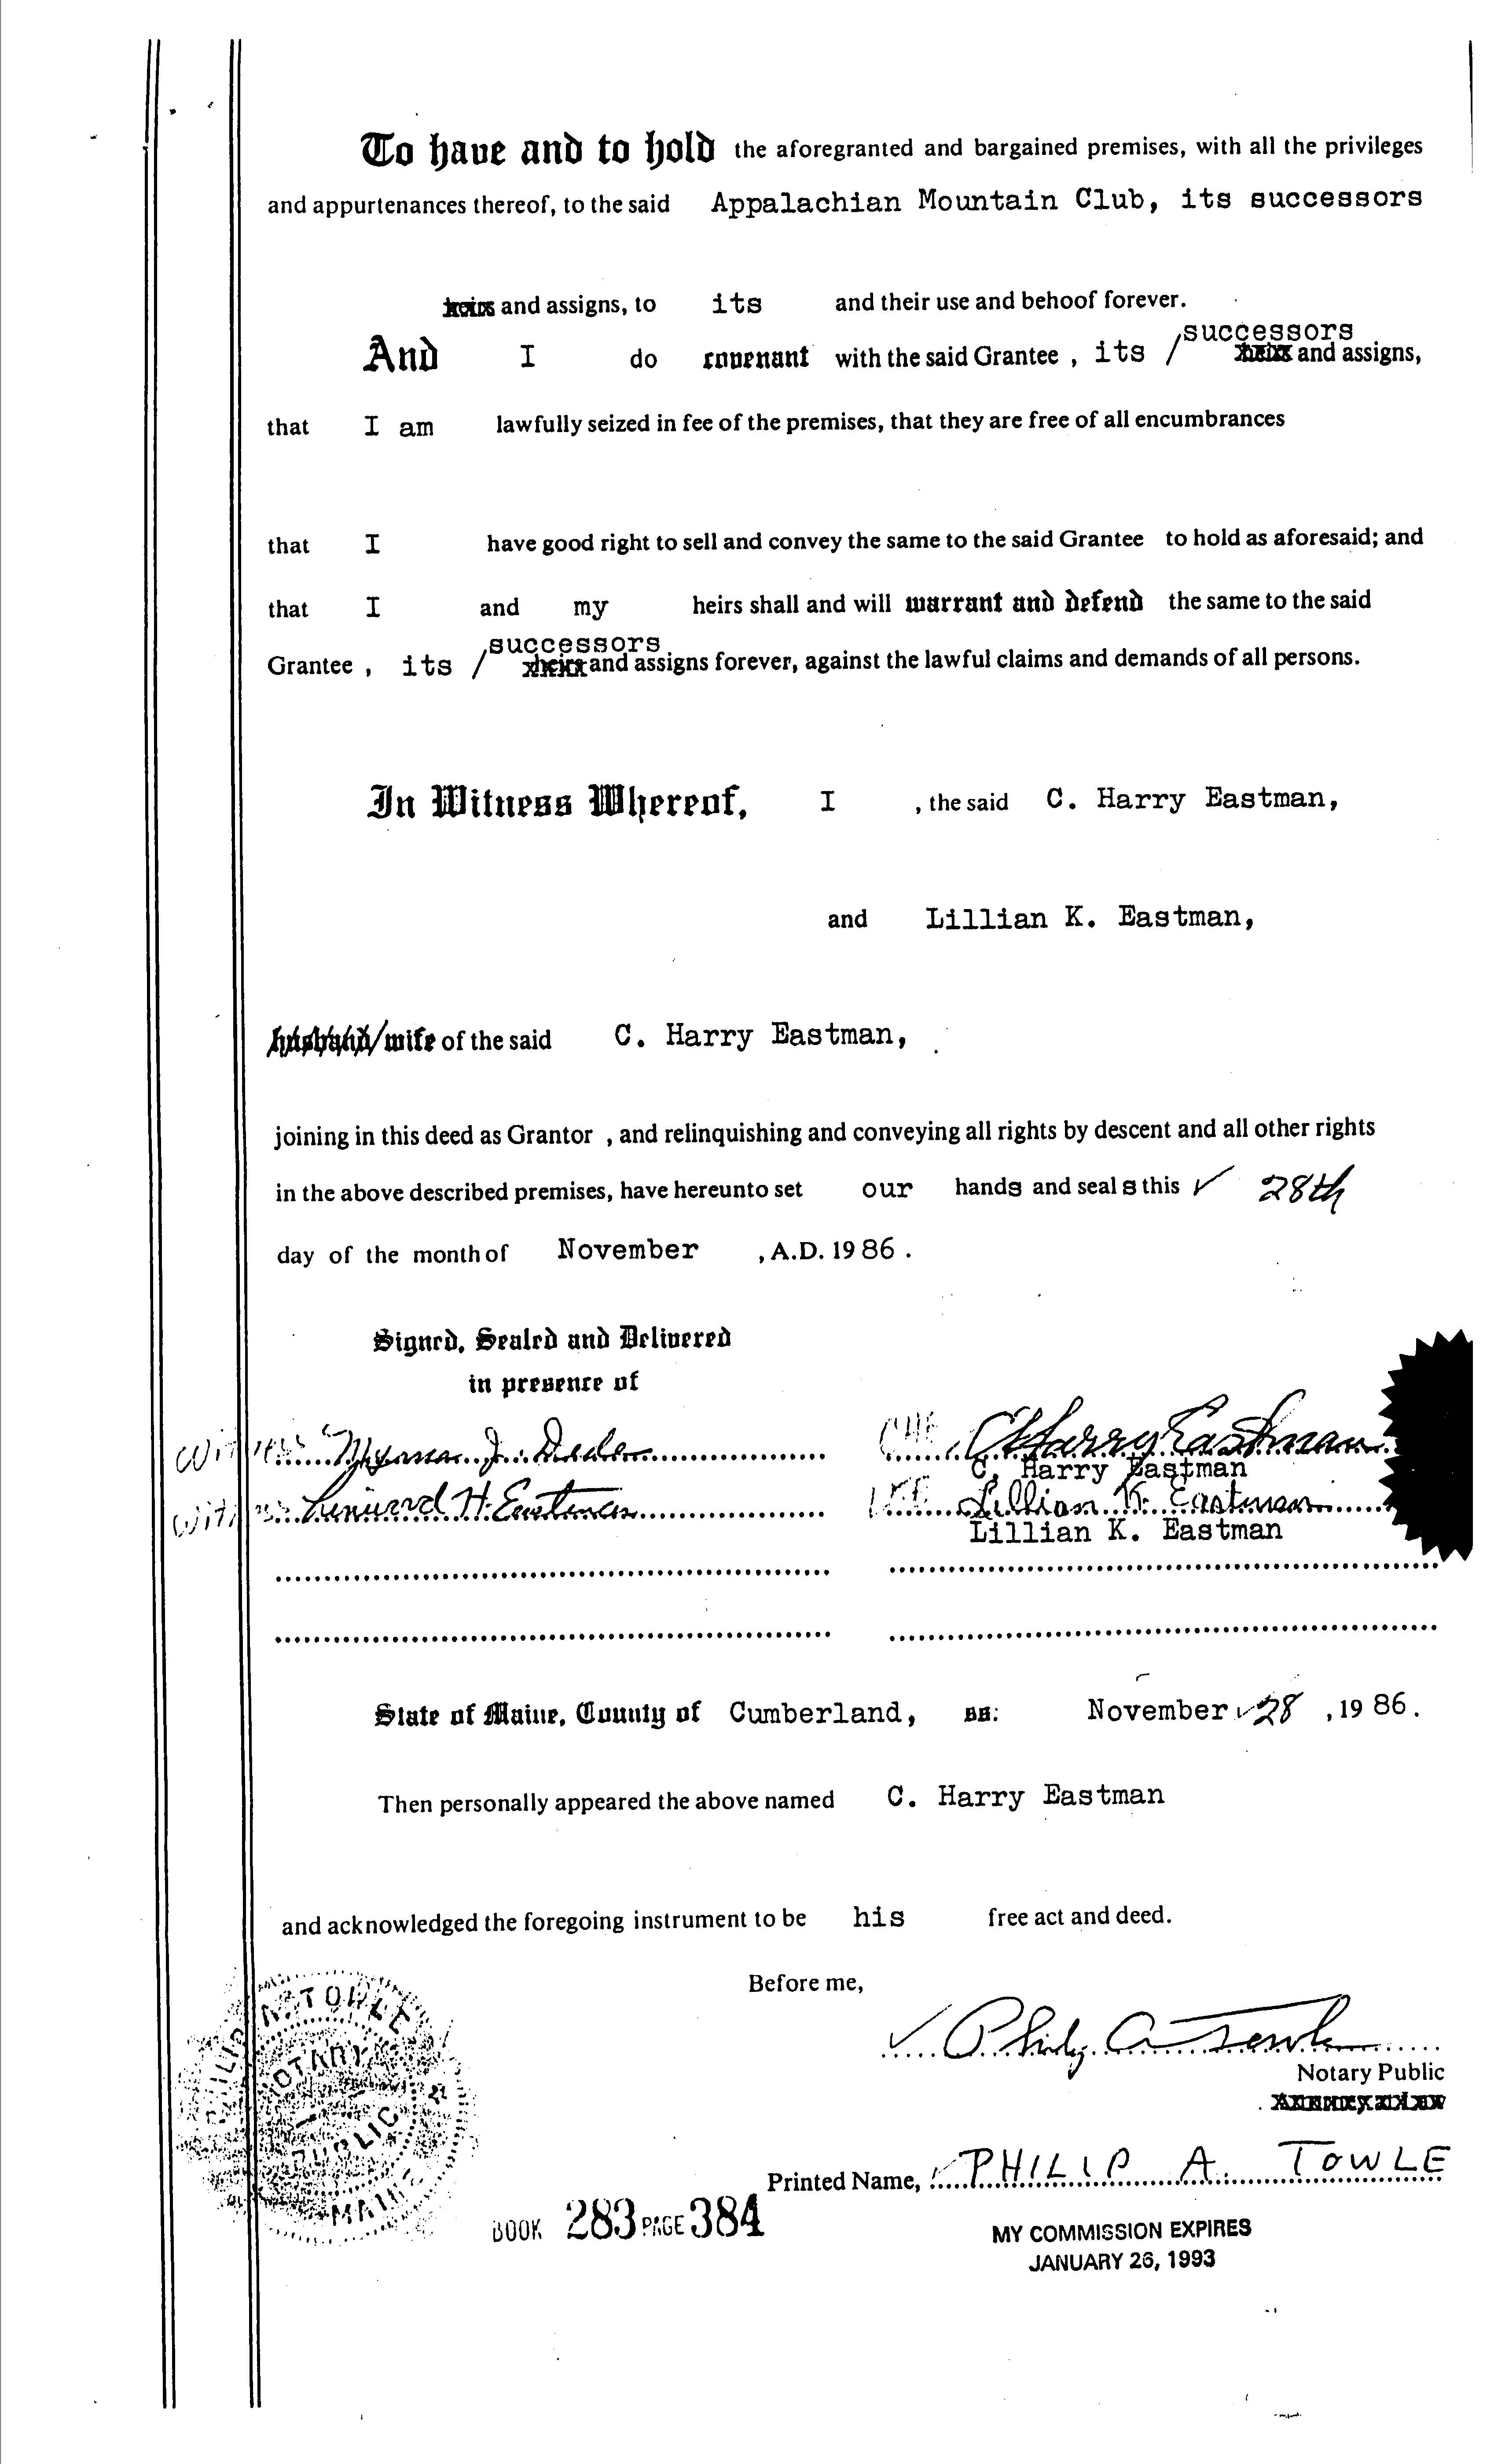 To have and to hold the aforegranted and bargained premises, with all the privileges
and appurtenances thereof, to the said Appalachian Mountain Club, its successors
heirs and assigns, to its and their use and behoof forever.
successors
And I do covenant with the said Grantee , its / heirs and assigns,
that I am lawfully seized in fee of the premises, that they are free of all encumbrances
that I have good right to sell and convey the same to the said Grantee to hold as aforesaid; and
that I and my heirs shall and will warrant and defend the same to the said
successors
Grantee , its / heirs and assigns forever, against the lawful claims and demands of all persons.
In Witness Whereof, I , the said C. Harry Eastman,
and Lillian K. Eastman,
husband/wife of the said C. Harry Eastman,
joining in this deed as Grantor , and relinquishing and conveying all rights by descent and all other rights
in the above described premises, have hereunto set our hands and seals this ✓ 28th
day of the month of November , A.D. 1986.
Signed, Sealed and Delivered
in presence of
Witness Myrna J. CHE C Harry Eastman
C. Harry Eastman
Witness H. Eastman LKE Lillian K. Eastman
Lillian K. Eastman
State of Maine, County of Cumberland, ss: November ✓28 , 1986.
Then personally appeared the above named C. Harry Eastman
and acknowledged the foregoing instrument to be his free act and deed.
Before me,
✓ Philip A Towle
Notary Public
PHILIP A. TOWLE
NOTARY
PUBLIC
MAINE
Printed Name, ✓ PHILIP A. TOWLE
BOOK 283 PAGE 384
MY COMMISSION EXPIRES
JANUARY 26, 1993